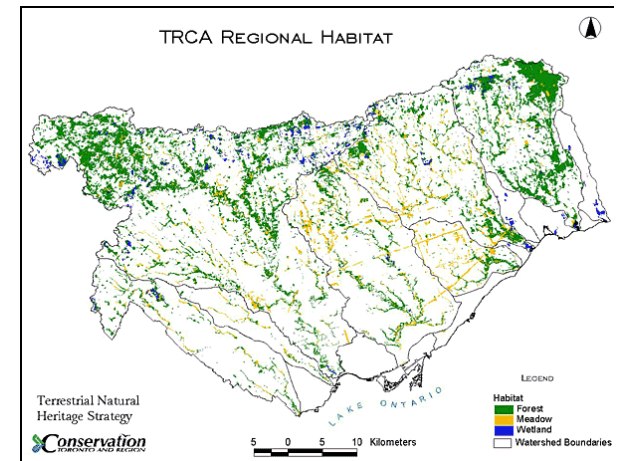 TRCA REGIONAL HABITAT
LAKE ONTARIO
LEGEND
Habitat
Forest
Meadow
Wetland
Watershed Boundaries
Terrestrial Natural
Heritage Strategy
Conservation
TORONTO AND REGION
5 0 5 10 Kilometers